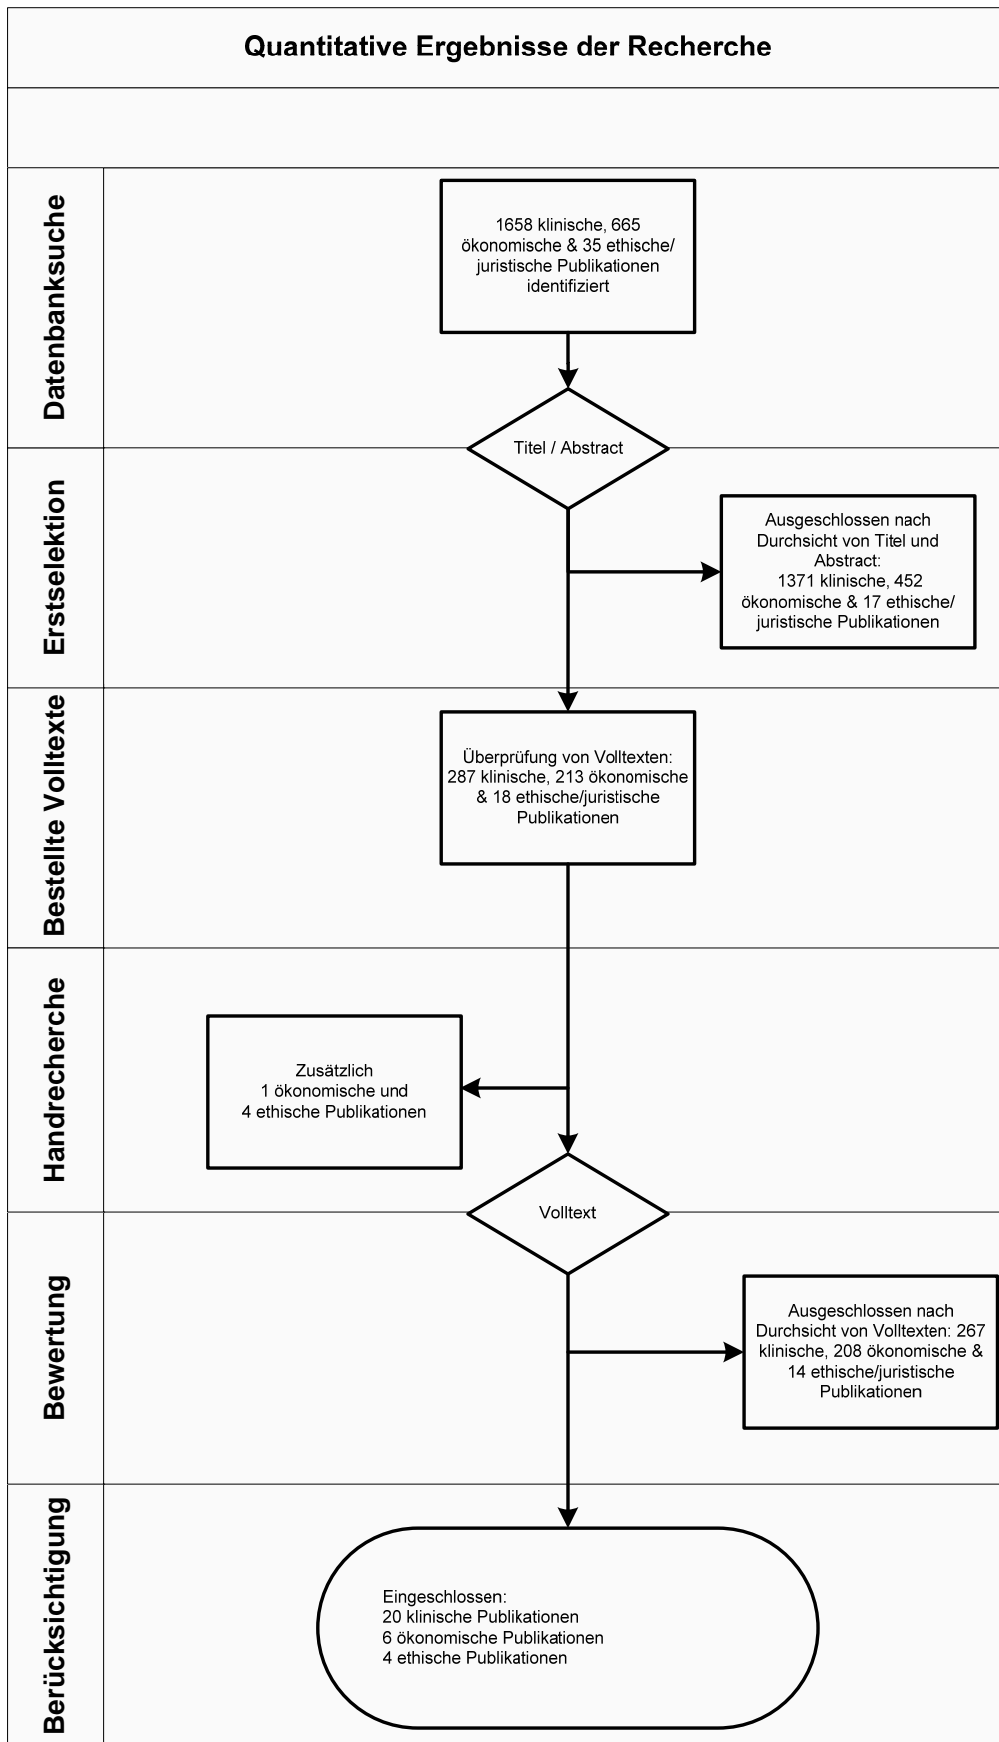 Quantitative Ergebnisse der Recherche
Datenbanksuche
1658 klinische, 665
ökonomische & 35 ethische/
juristische Publikationen
identifiziert
Titel / Abstract
Erstselektion
Ausgeschlossen nach
Durchsicht von Titel und
Abstract:
1371 klinische, 452
ökonomische & 17 ethische/
juristische Publikationen
Bestellte Volltexte
Überprüfung von Volltexten:
287 klinische, 213 ökonomische
& 18 ethische/juristische
Publikationen
Handrecherche
Zusätzlich
1 ökonomische und
4 ethische Publikationen
Volltext
Bewertung
Ausgeschlossen nach
Durchsicht von Volltexten: 267
klinische, 208 ökonomische &
14 ethische/juristische
Publikationen
Berücksichtigung
Eingeschlossen:
20 klinische Publikationen
6 ökonomische Publikationen
4 ethische Publikationen